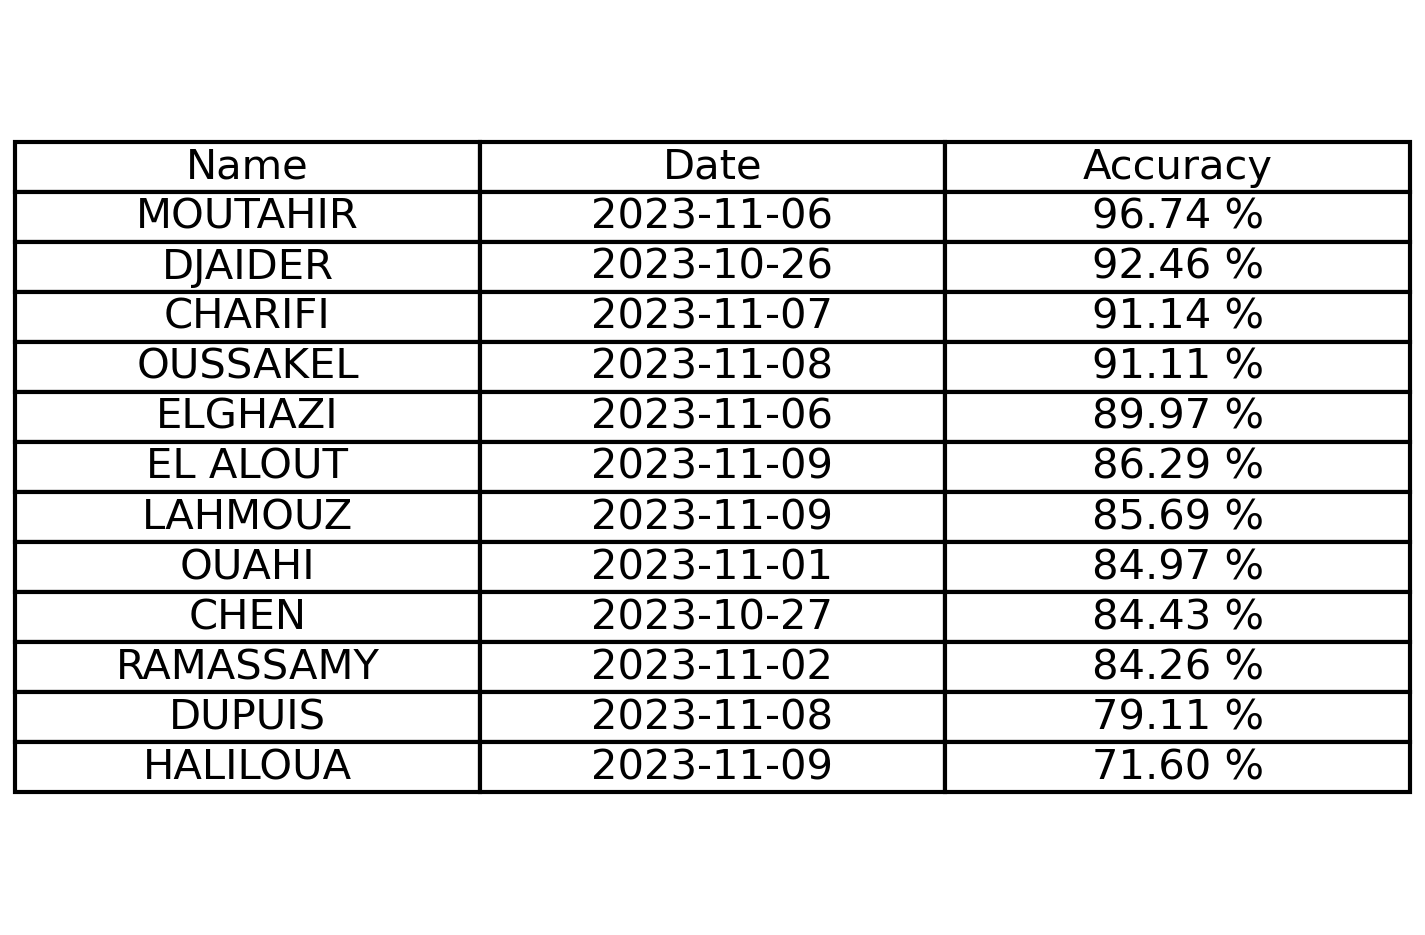 Name Date Accuracy
MOUTAHIR 2023-11-06 96.74 %
DJAIDER 2023-10-26 92.46 %
CHARIFI 2023-11-07 91.14 %
OUSSAKEL 2023-11-08 91.11 %
ELGHAZI 2023-11-06 89.97 %
EL ALOUT 2023-11-09 86.29 %
LAHMOUZ 2023-11-09 85.69 %
OUAHI 2023-11-01 84.97 %
CHEN 2023-10-27 84.43 %
RAMASSAMY 2023-11-02 84.26 %
DUPUIS 2023-11-08 79.11 %
HALILOUA 2023-11-09 71.60 %